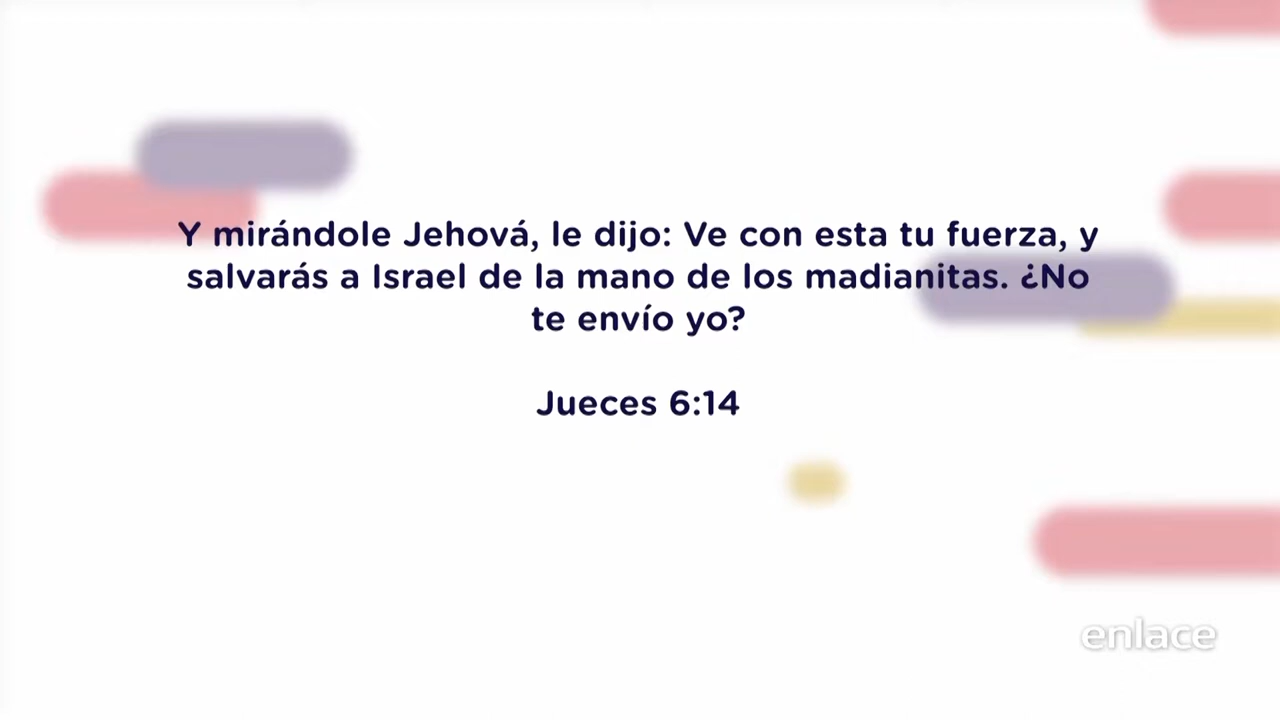 Y mirándole Jehová, le dijo: Ve con esta tu fuerza, y
salvarás a Israel de la mano de los madianitas. ¿No
te envío yo?
Jueces 6:14
enlace